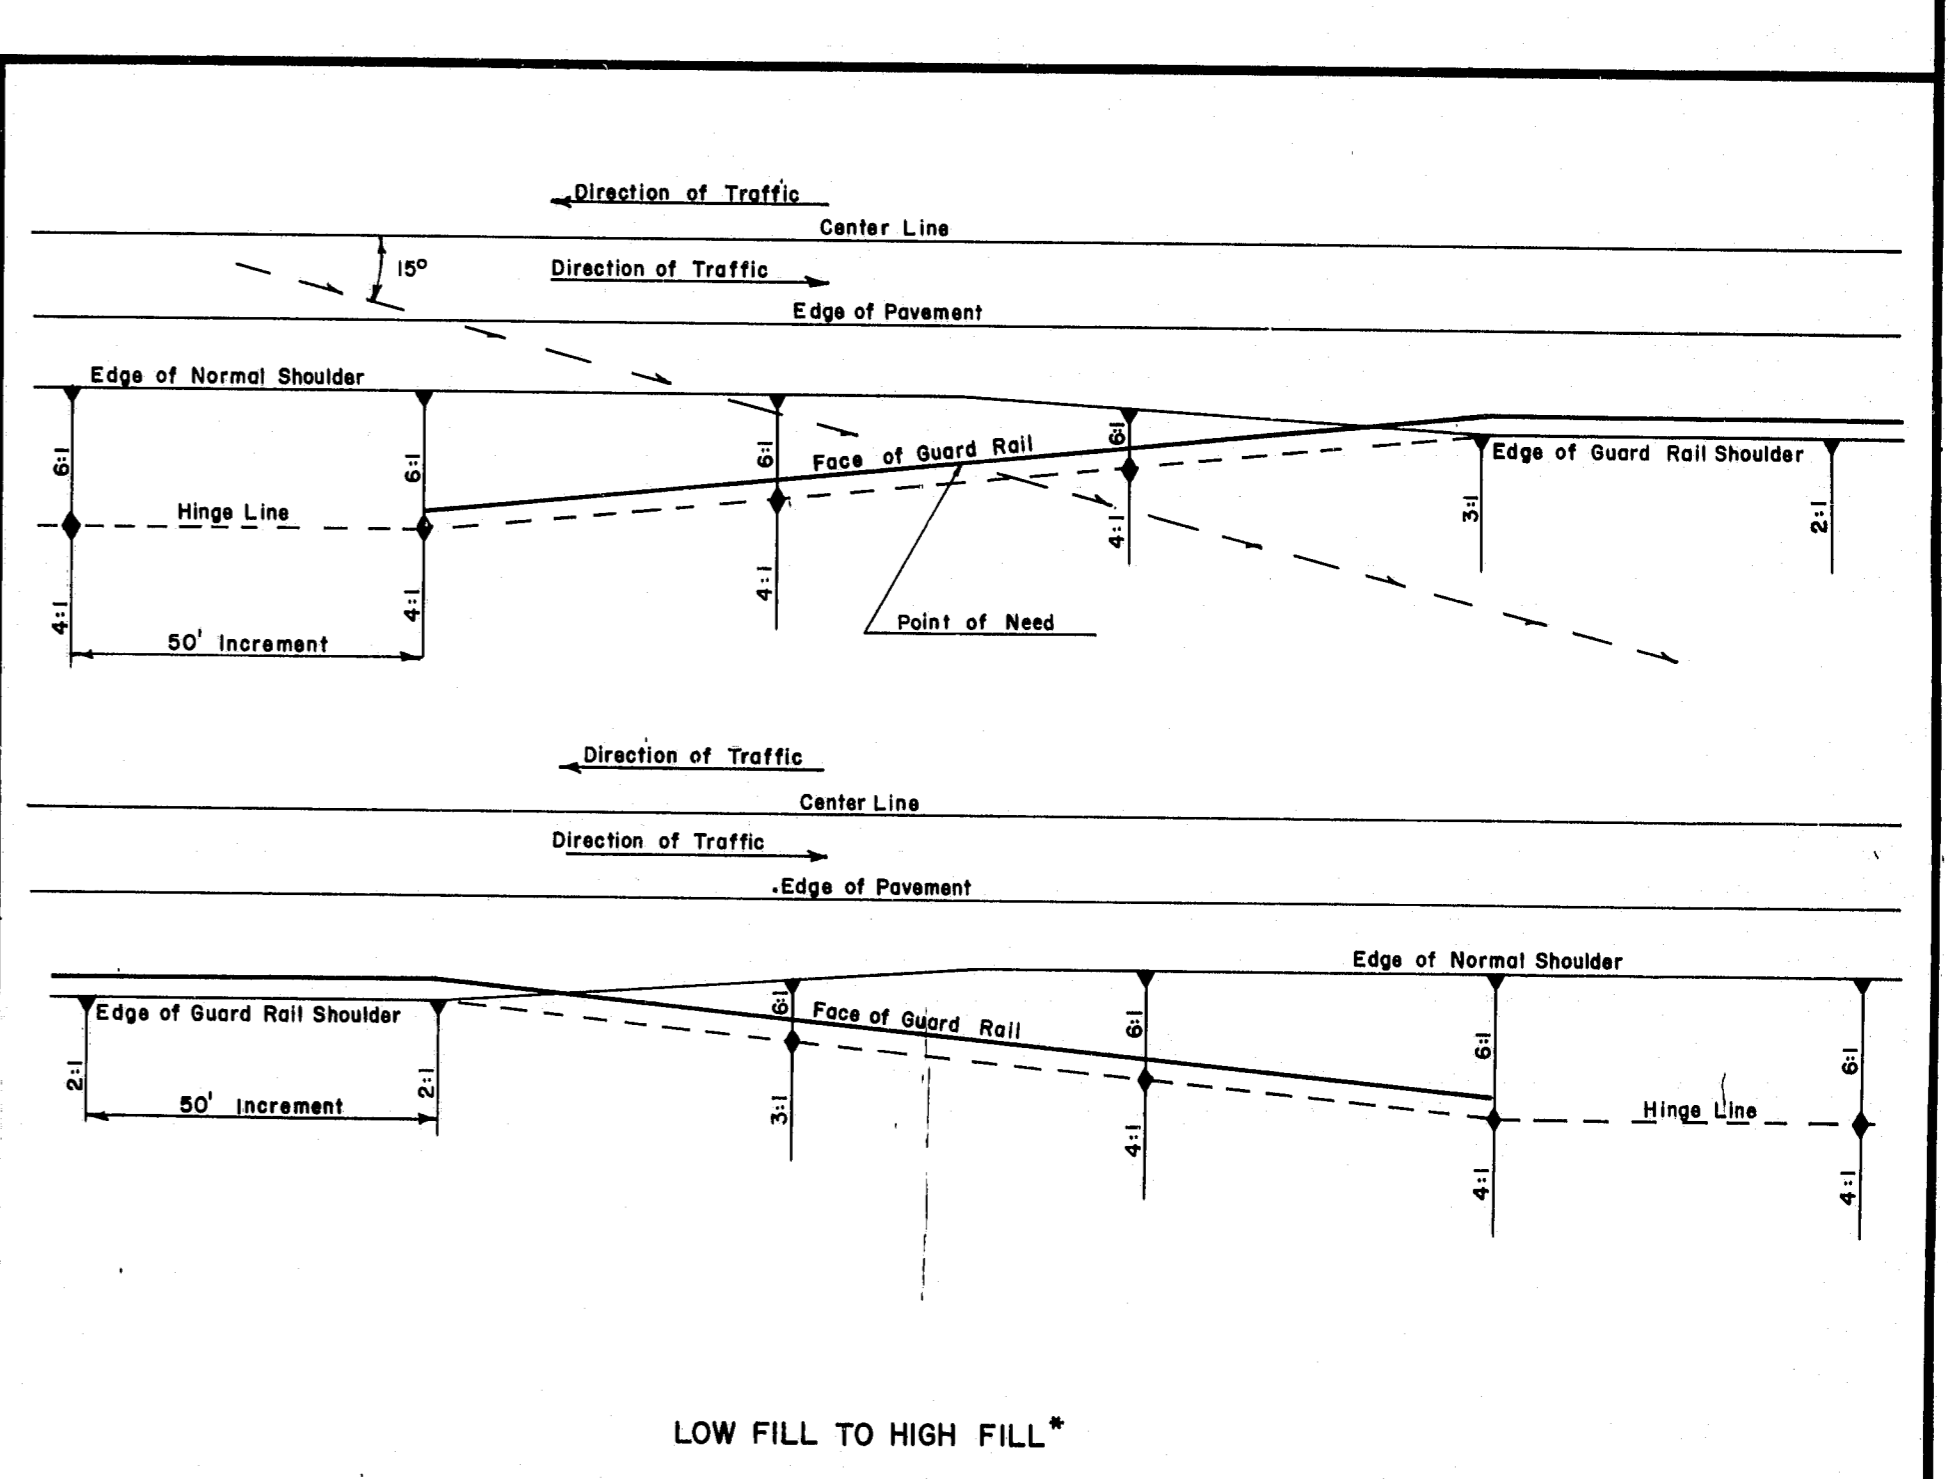 Direction of Traffic
Center Line
15°
Direction of Traffic
Edge of Pavement
Edge of Normal Shoulder
6:1
6:1
6:1
6:1
Face of Guard Rail
Edge of Guard Rail Shoulder
Hinge Line
3:1
2:1
4:1
4:1
4:1
4:1
Point of Need
50' Increment
Direction of Traffic
Center Line
Direction of Traffic
Edge of Pavement
Edge of Normal Shoulder
Edge of Guard Rail Shoulder
6:1
Face of Guard Rail
6:1
6:1
6:1
2:1
2:1
50' Increment
3:1
4:1
Hinge Line
4:1
4:1
LOW FILL TO HIGH FILL*